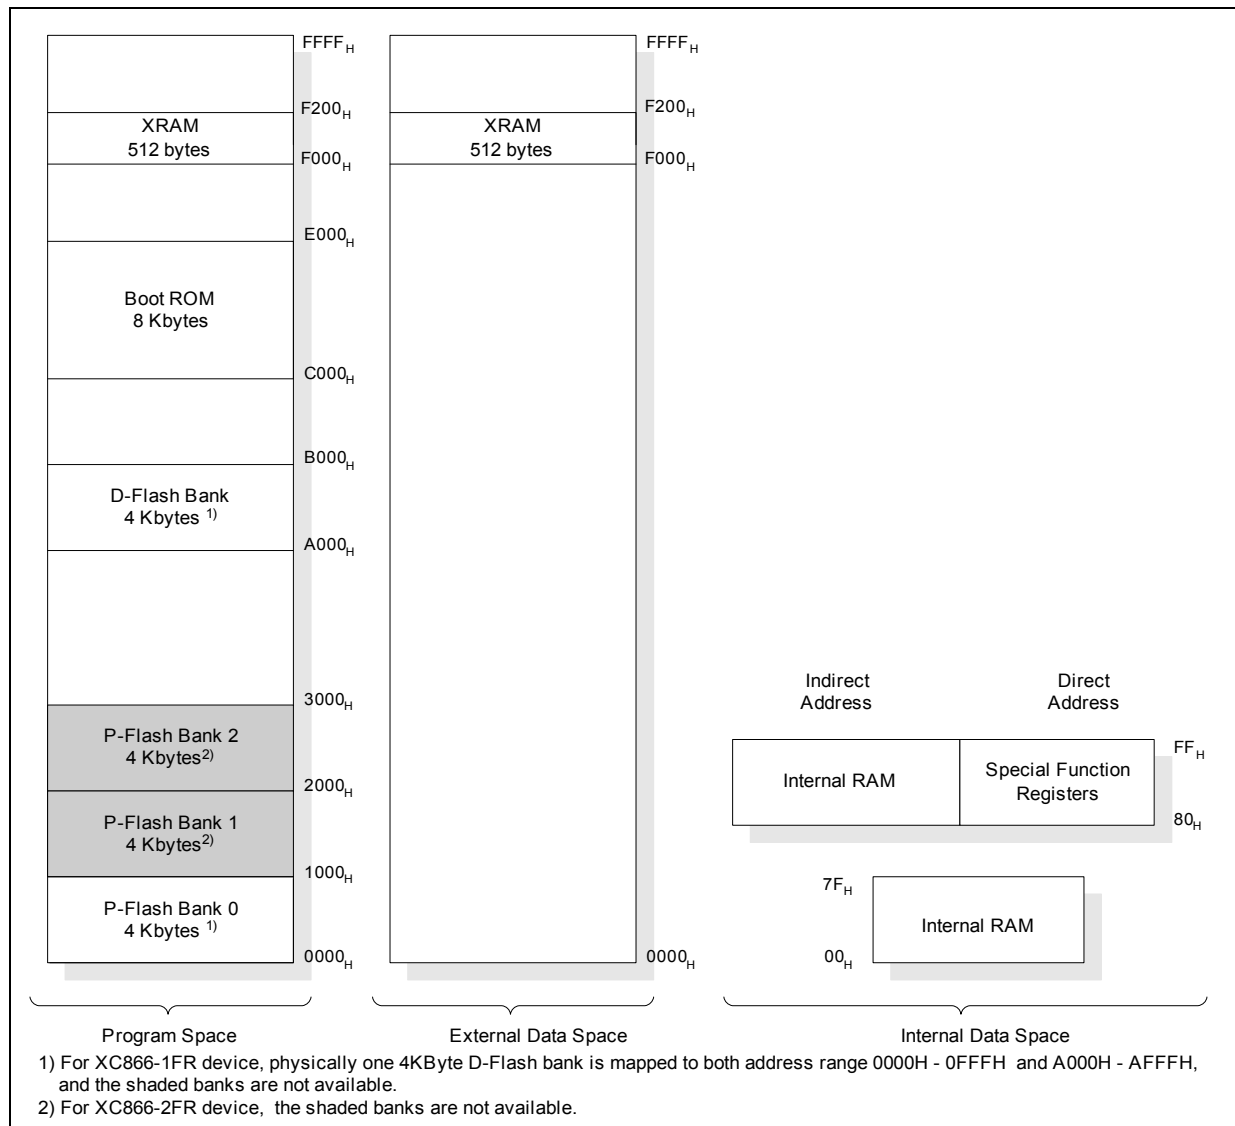 FFFFH
F200H
XRAM
512 bytes
F000H
E000H
Boot ROM
8 Kbytes
C000H
B000H
D-Flash Bank
4 Kbytes 1)
A000H
3000H
P-Flash Bank 2
4 Kbytes2)
2000H
P-Flash Bank 1
4 Kbytes2)
1000H
P-Flash Bank 0
4 Kbytes 1)
0000H
Program Space
FFFFH
F200H
XRAM
512 bytes
F000H
0000H
External Data Space
Indirect
Address
Direct
Address
FFH
Internal RAM
Special Function
Registers
80H
7FH
Internal RAM
00H
Internal Data Space
1) For XC866-1FR device, physically one 4KByte D-Flash bank is mapped to both address range 0000H - 0FFFH and A000H - AFFFH,
and the shaded banks are not available.
2) For XC866-2FR device, the shaded banks are not available.